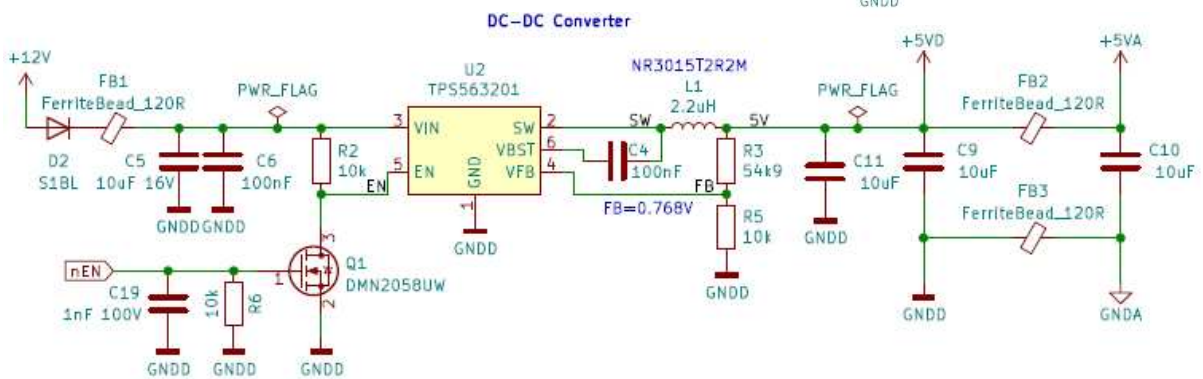 GNDD
DC-DC Converter
+12V
FB1
FerriteBead_120R
D2
S1BL
C5
10uF 16V
C6
100nF
GNDD
GNDD
PWR_FLAG
R2
10k
EN
U2
TPS563201
3
VIN
5
EN
GND
1
SW
2
VBST
6
VFB
4
GNDD
nEN
C19
1nF 100V
GNDD
10k
R6
GNDD
1
3
2
Q1
DMN2058UW
GNDD
NR3015T2R2M
L1
2.2uH
SW
5V
C4
100nF
FB
FB=0.768V
R3
54k9
R5
10k
GNDD
PWR_FLAG
C11
10uF
GNDD
+5VD
C9
10uF
GNDD
FB2
FerriteBead_120R
FB3
FerriteBead_120R
+5VA
C10
10uF
GNDA